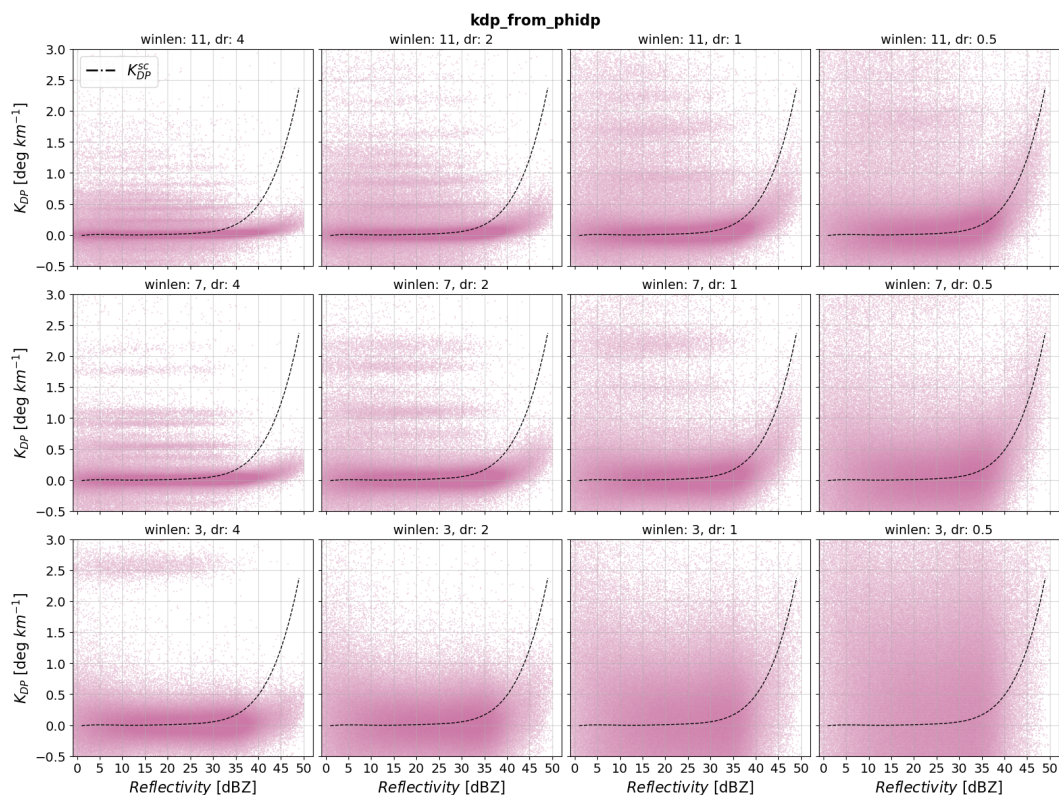 kdp_from_phidp
winlen: 11, dr: 4
winlen: 11, dr: 2
winlen: 11, dr: 1
winlen: 11, dr: 0.5
3.0
2.5
2.0
1.5
1.0
0.5
0.0
−0.5
K_DP [deg km⁻¹]
K_DP^sc
winlen: 7, dr: 4
winlen: 7, dr: 2
winlen: 7, dr: 1
winlen: 7, dr: 0.5
3.0
2.5
2.0
1.5
1.0
0.5
0.0
−0.5
K_DP [deg km⁻¹]
winlen: 3, dr: 4
winlen: 3, dr: 2
winlen: 3, dr: 1
winlen: 3, dr: 0.5
3.0
2.5
2.0
1.5
1.0
0.5
0.0
−0.5
K_DP [deg km⁻¹]
0 5 10 15 20 25 30 35 40 45 50
0 5 10 15 20 25 30 35 40 45 50
0 5 10 15 20 25 30 35 40 45 50
0 5 10 15 20 25 30 35 40 45 50
Reflectivity [dBZ]
Reflectivity [dBZ]
Reflectivity [dBZ]
Reflectivity [dBZ]